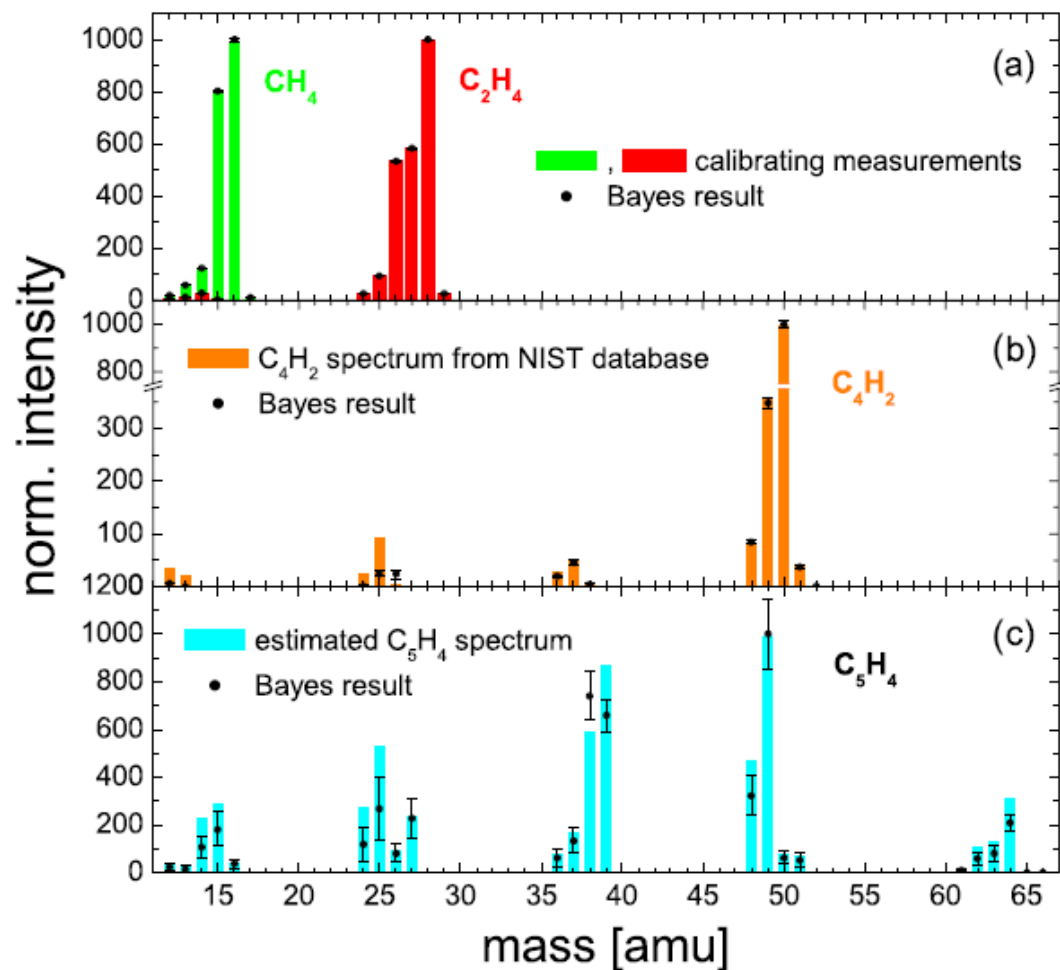 norm. intensity
1000
800
600
400
200
0
CH₄
C₂H₄
(a)
, calibrating measurements
Bayes result
1000
800
300
200
100
C₄H₂ spectrum from NIST database
Bayes result
C₄H₂
(b)
1200
1000
800
600
400
200
0
estimated C₅H₄ spectrum
Bayes result
C₅H₄
(c)
15 20 25 30 35 40 45 50 55 60 65
mass [amu]